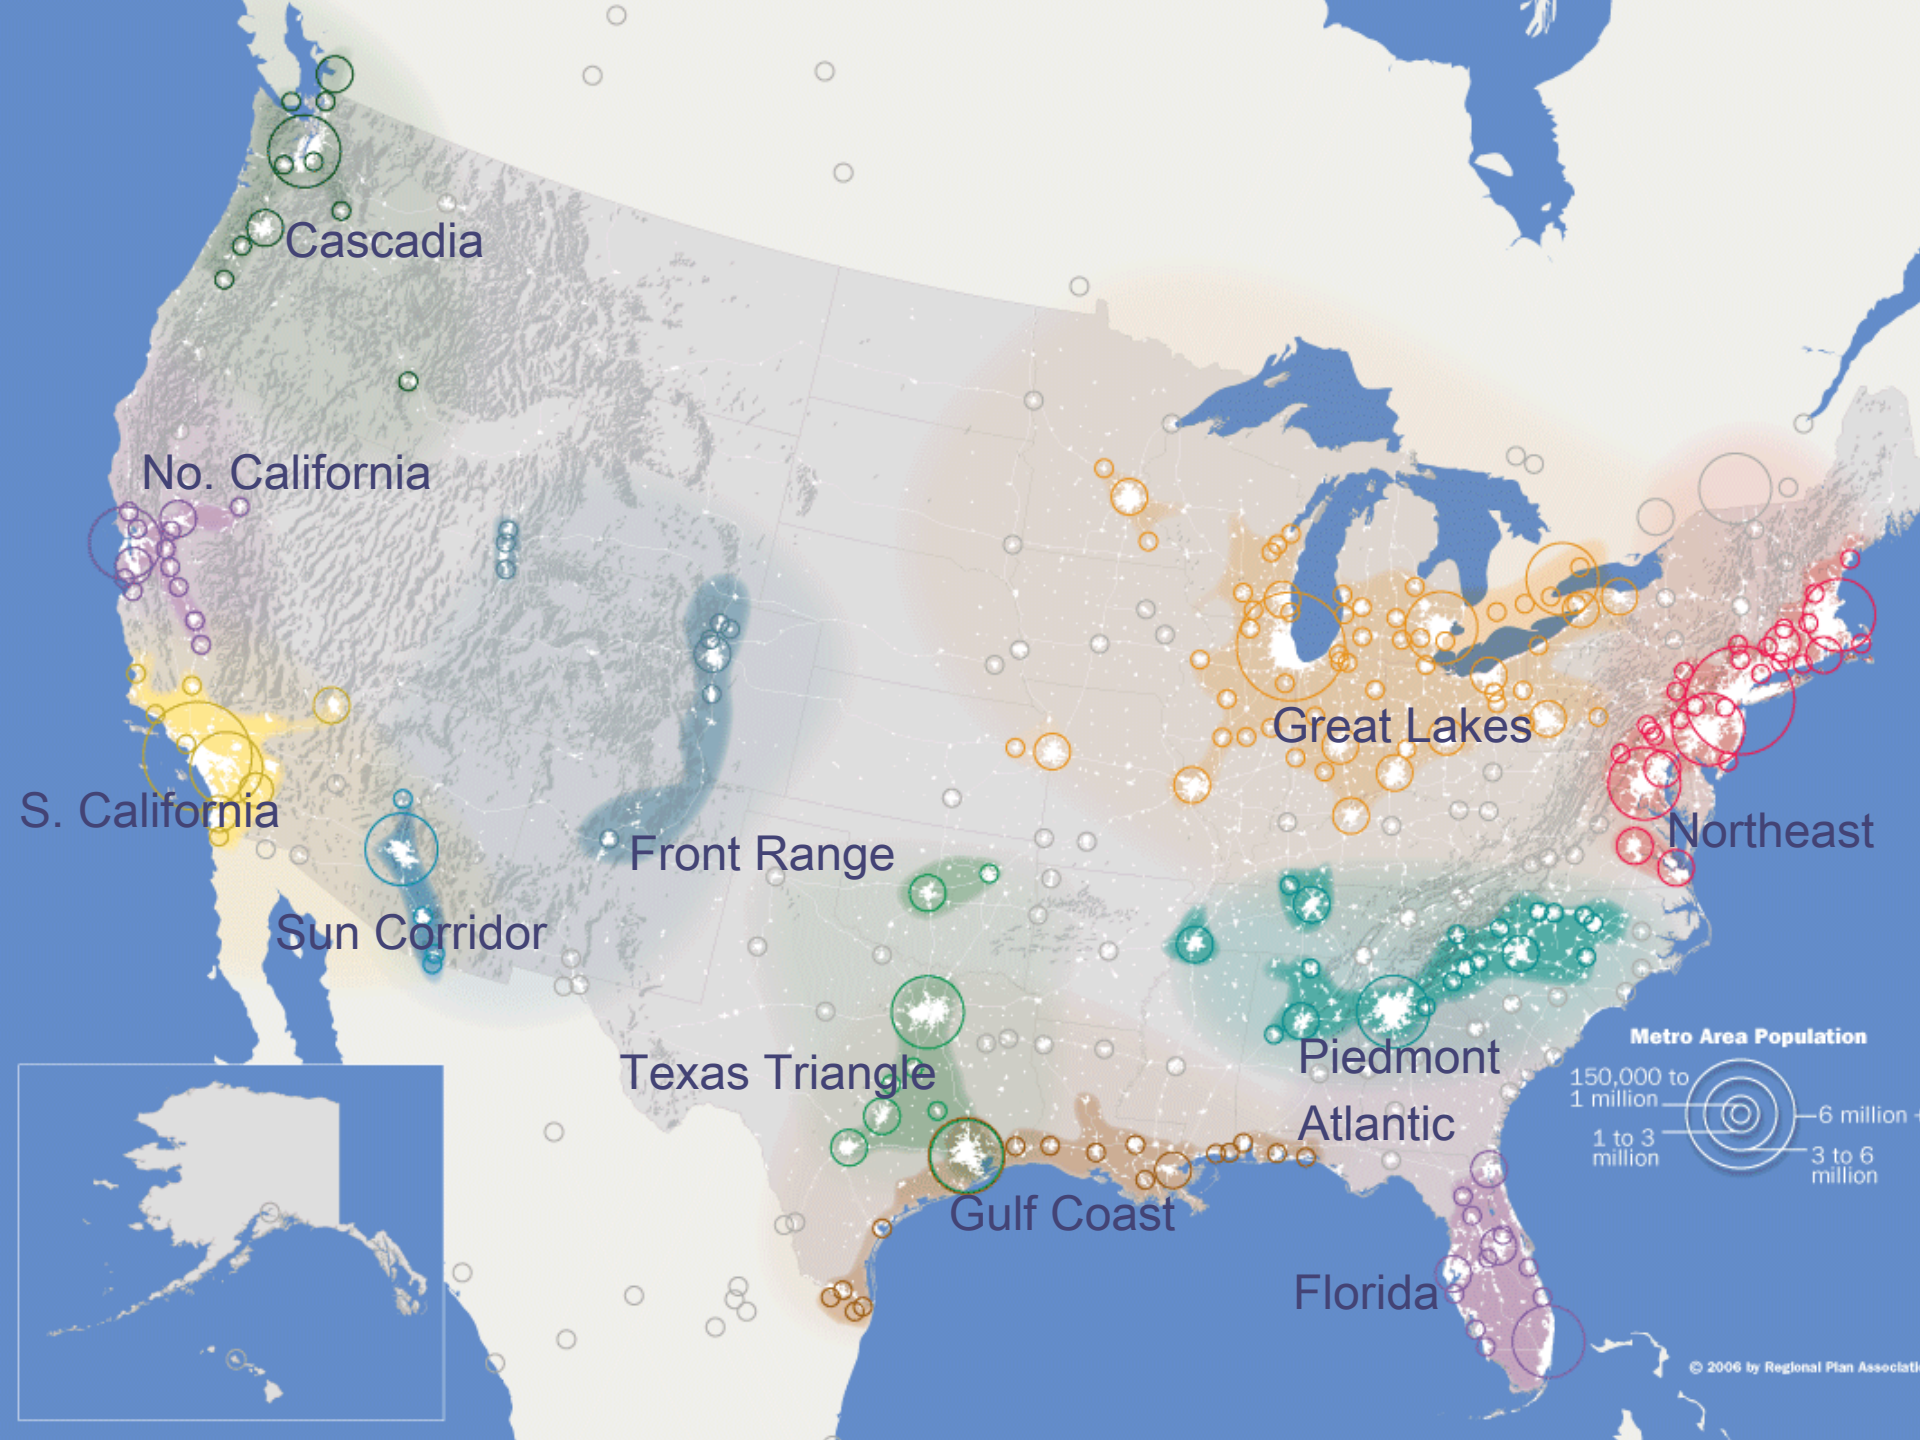 Cascadia
No. California
Great Lakes
S. California
Northeast
Front Range
Sun Corridor
Texas Triangle
Piedmont
Atlantic
Gulf Coast
Florida
Metro Area Population
150,000 to
1 million
6 million +
1 to 3
million
3 to 6
million
© 2006 by Regional Plan Associati